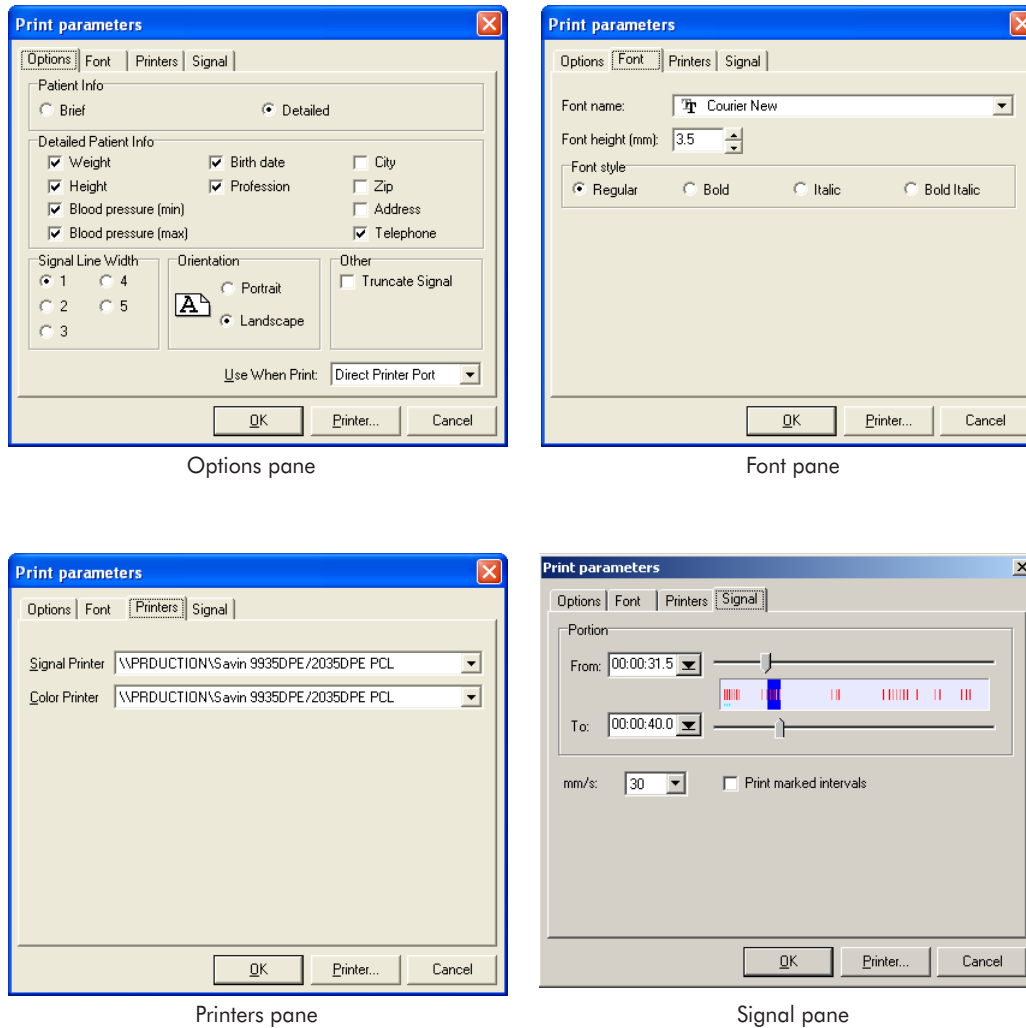 Print parameters
Options Font Printers Signal
Patient Info
Brief Detailed
Detailed Patient Info
Weight Birth date City
Height Profession Zip
Blood pressure (min) Address
Blood pressure (max) Telephone
Signal Line Width Orientation Other
1 4 Portrait Truncate Signal
2 5 A Landscape
3
Use When Print: Direct Printer Port
OK Printer... Cancel
Options pane
Print parameters
Options Font Printers Signal
Font name: Courier New
Font height (mm): 3.5
Font style
Regular Bold Italic Bold Italic
OK Printer... Cancel
Font pane
Print parameters
Options Font Printers Signal
Signal Printer \\PRDUCTION\Savin 9935DPE/2035DPE PCL
Color Printer \\PRDUCTION\Savin 9935DPE/2035DPE PCL
OK Printer... Cancel
Printers pane
Print parameters
Options Font Printers Signal
Portion
From: 00:00:31.5
To: 00:00:40.0
mm/s: 30 Print marked intervals
OK Printer... Cancel
Signal pane